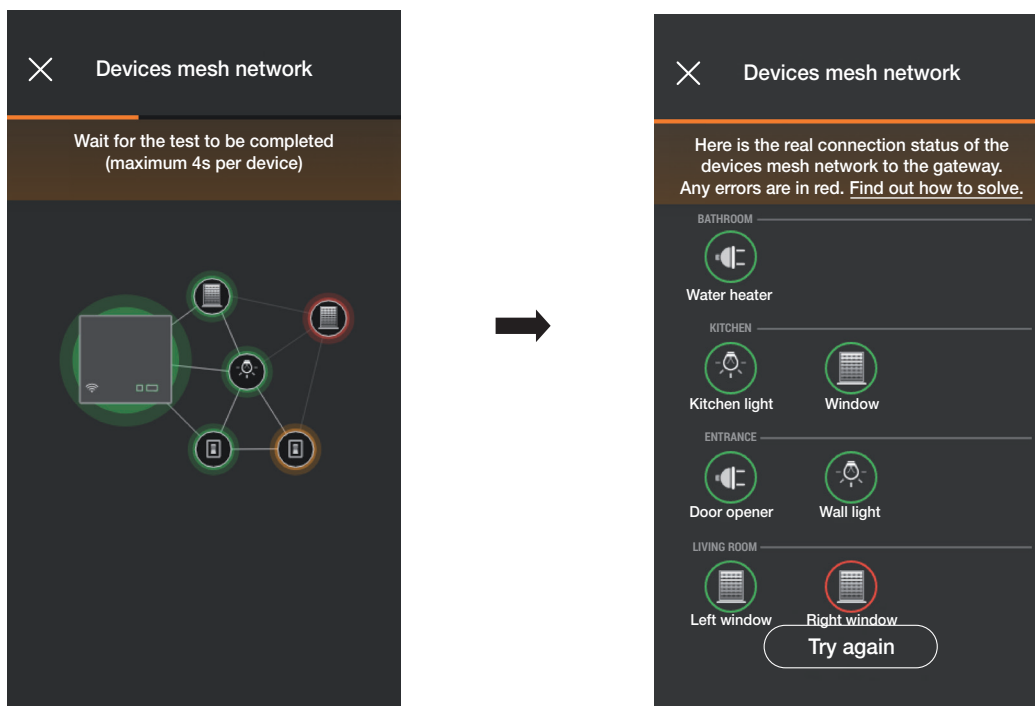 Devices mesh network
Wait for the test to be completed
(maximum 4s per device)
Devices mesh network
Here is the real connection status of the
devices mesh network to the gateway.
Any errors are in red. Find out how to solve.
BATHROOM
Water heater
KITCHEN
Kitchen light Window
ENTRANCE
Door opener Wall light
LIVING ROOM
Left window Right window
Try again